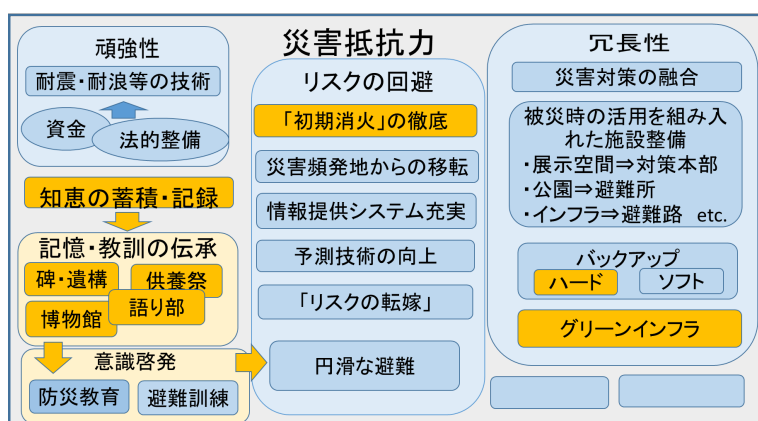 災害抵抗力
頑強性
耐震・耐浪等の技術
資金
法的整備
知恵の蓄積・記録
記憶・教訓の伝承
碑・遺構
供養祭
博物館
語り部
意識啓発
防災教育
避難訓練
リスクの回避
「初期消火」の徹底
災害頻発地からの移転
情報提供システム充実
予測技術の向上
「リスクの転嫁」
円滑な避難
冗長性
災害対策の融合
被災時の活用を組み入
れた施設整備
・展示空間⇒対策本部
・公園⇒避難所
・インフラ⇒避難路 etc.
バックアップ
ハード
ソフト
グリーンインフラ